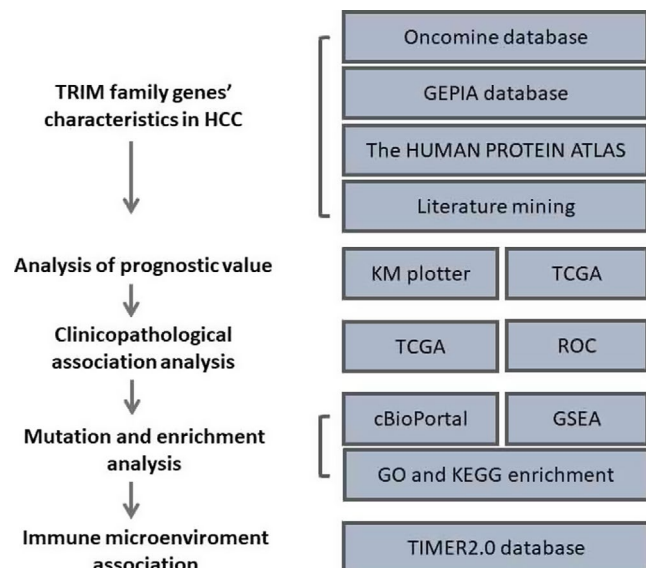 Oncomine database
TRIM family genes'
characteristics in HCC
GEPIA database
The HUMAN PROTEIN ATLAS
Literature mining
Analysis of prognostic value
KM plotter
TCGA
Clinicopathological
association analysis
TCGA
ROC
Mutation and enrichment
analysis
cBioPortal
GSEA
GO and KEGG enrichment
Immune microenviroment
association
TIMER2.0 database